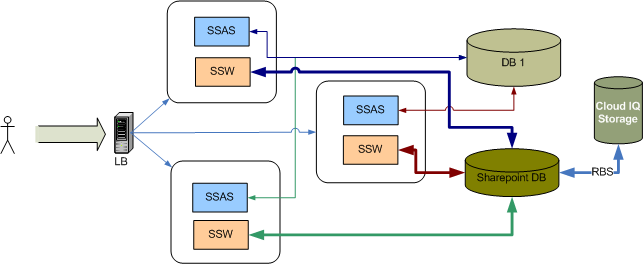 SSAS
SSW
DB 1
SSAS
SSW
Cloud IQ
Storage
LB
SSAS
SSW
Sharepoint DB
RBS